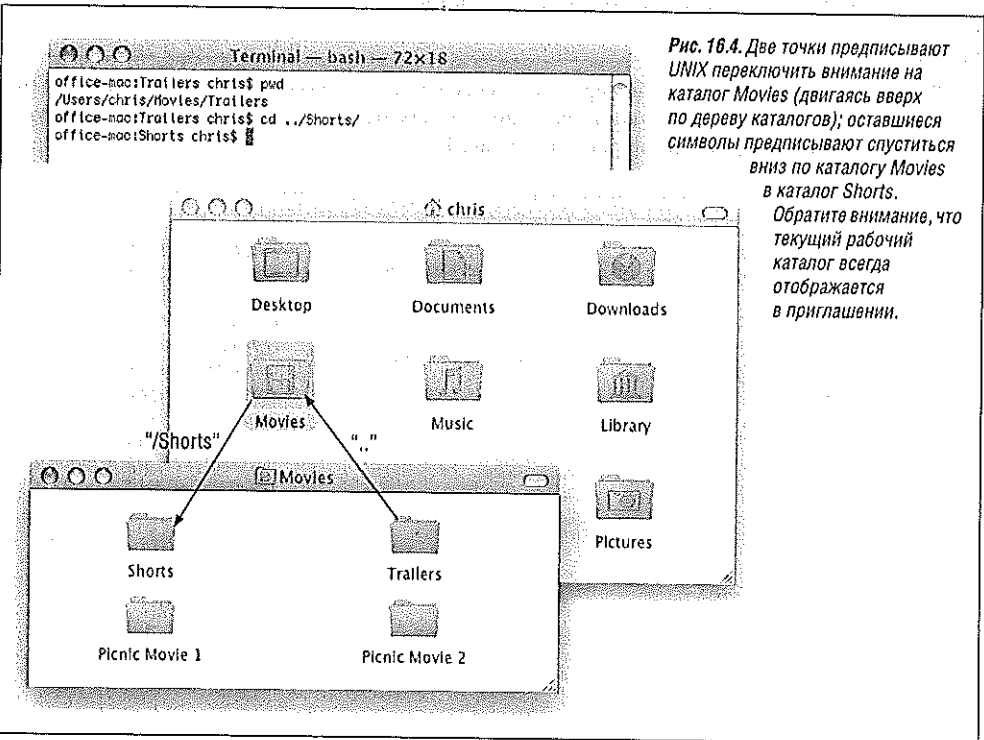 Terminal — bash — 72×18
office-mac:Trailers chris$ pwd
/Users/chris/Movies/Trailers
office-mac:Trailers chris$ cd ../Shorts/
office-mac:Shorts chris$
Рис. 16.4. Две точки предписывают
UNIX переключить внимание на
каталог Movies (двигаясь вверх
по дереву каталогов); оставшиеся
символы предписывают спуститься
вниз по каталогу Movies
в каталог Shorts.
Обратите внимание, что
текущий рабочий
каталог всегда
отображается
в приглашении.
chris
Desktop
Documents
Downloads
Movies
Music
Library
"/Shorts"
".."
Movies
Pictures
Shorts
Trailers
Picnic Movie 1
Picnic Movie 2